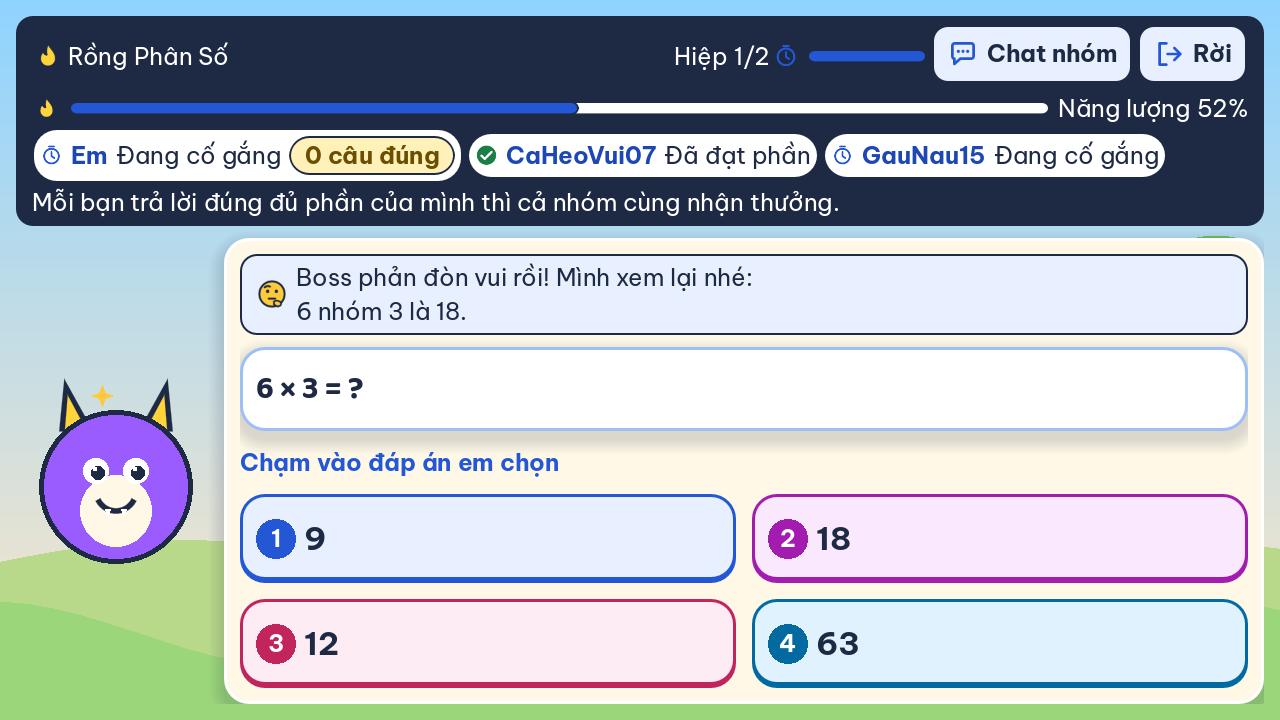 Rồng Phân Số
Hiệp 1/2
Chat nhóm
Rời
Năng lượng 52%
Em Đang cố gắng 0 câu đúng
CaHeoVui07 Đã đạt phần
GauNau15 Đang cố gắng
Mỗi bạn trả lời đúng đủ phần của mình thì cả nhóm cùng nhận thưởng.
Boss phản đòn vui rồi! Mình xem lại nhé:
6 nhóm 3 là 18.
6 × 3 = ?
Chạm vào đáp án em chọn
1 9
2 18
3 12
4 63